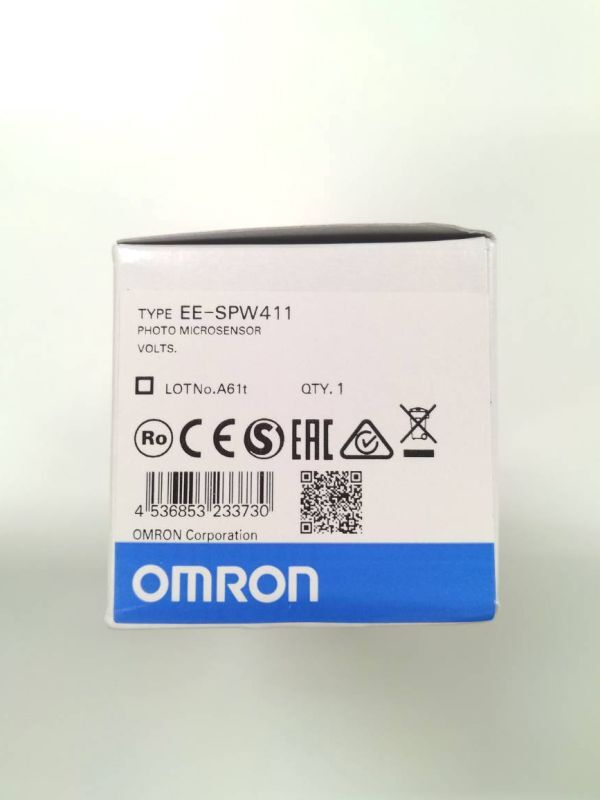 TYPE EE-SPW411
PHOTO MICROSENSOR
VOLTS.
LOTNo.A61t QTY.1
Ro CE S EAC
4 536853 233730
OMRON Corporation
OMRON